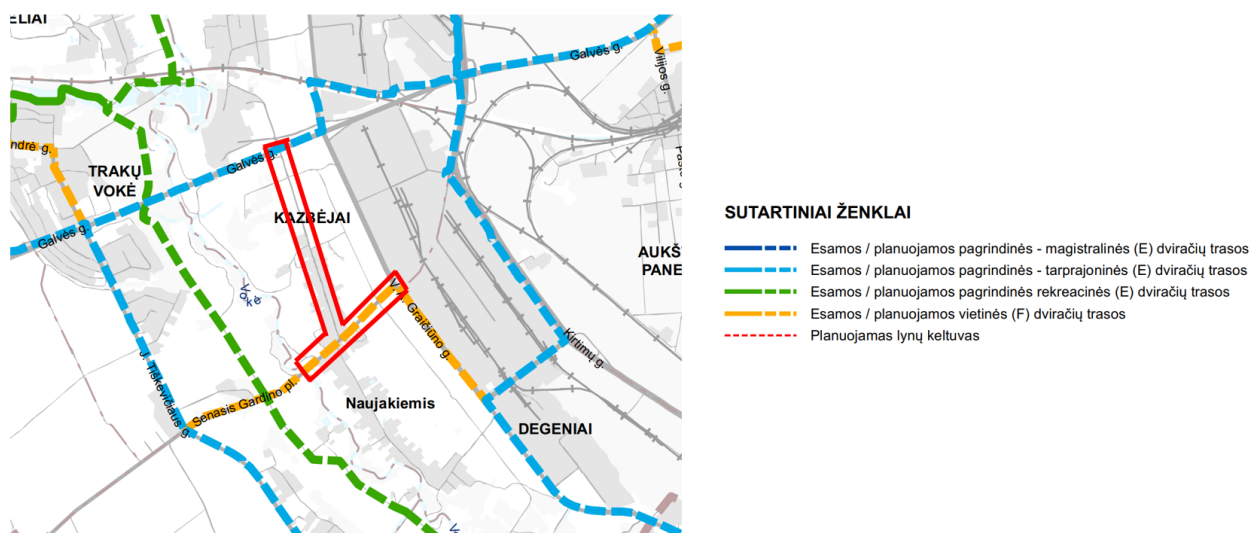 ELIAI
Galvės g.
Vilijos g.
ndrė g.
TRAKŲ
VOKĖ
Galvės g.
KAZBĖJAI
Galvės g.
AUKŠ
PANE
Vokė
V. A. Graičiūno g.
Kirtimų g.
J. Tiškevičiaus g.
Senasis Gardino pl.
Naujakiemis
DEGENIAI
SUTARTINIAI ŽENKLAI
Esamos / planuojamos pagrindinės - magistralinės (E) dviračių trasos
Esamos / planuojamos pagrindinės - tarprajoninės (E) dviračių trasos
Esamos / planuojamos pagrindinės rekreacinės (E) dviračių trasos
Esamos / planuojamos vietinės (F) dviračių trasos
Planuojamas lynų keltuvas